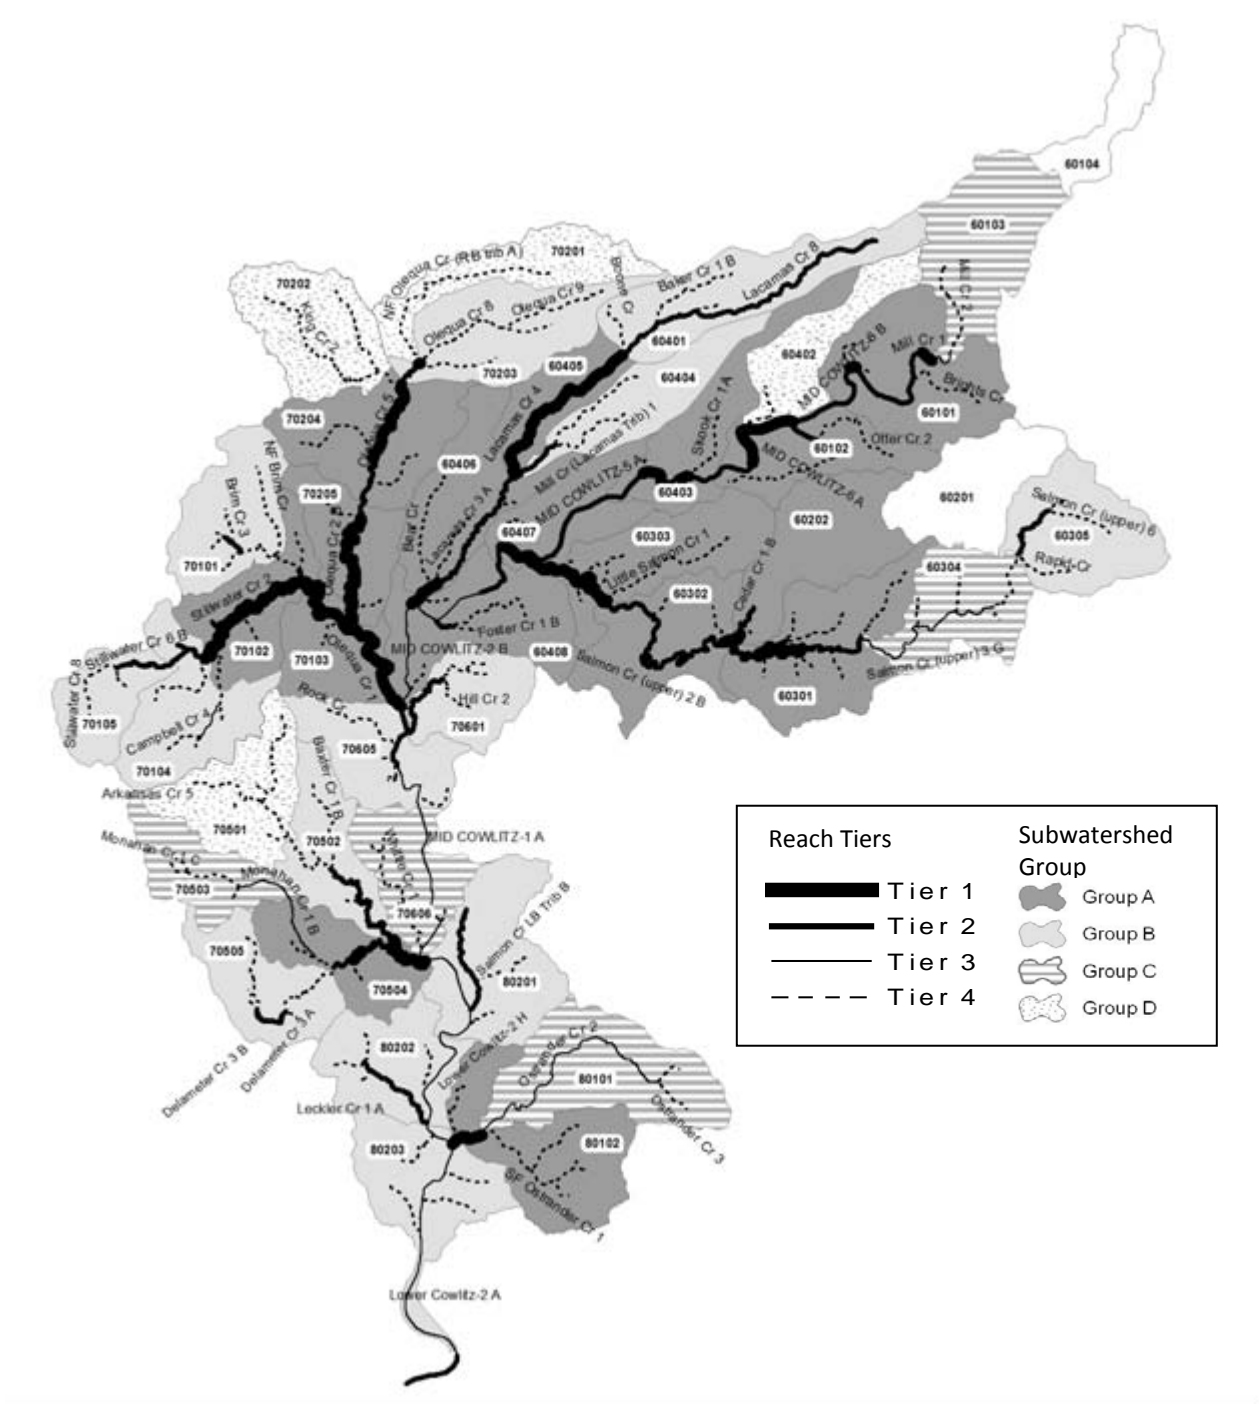 60104
60103
70201
NF Olequa Cr (RB trib A)
70202
King Cr 2
Boone Cr
Baker Cr 1 B
Lacamas Cr 8
Olequa Cr 9
Olequa Cr 8
Mill Cr 2
60401
60402
MID COWLITZ-6 B
Mill Cr 1
60405
70203
60404
Brights Cr
60101
70204
Olequa Cr 5
Lacamas Cr 4
Skook Cr 1A
Mill Cr (Lacamas Trib) 1
Otter Cr 2
60102
NF Brim Cr
60406
MID COWLITZ-5 A
MID COWLITZ-6 A
70205
60403
60201
Salmon Cr (upper) 6
Brim Cr 3
Bear Cr
Lacamas Cr 3 A
60407
60303
60202
60305
Rapid-Cr
Olequa Cr 2
70101
Little Salmon Cr 1
Cedar Cr 1 B
60304
60302
Stillwater Cr 2
Foster Cr 1 B
Stillwater Cr 6 B
70102
70103
Olequa Cr 1
MID COWLITZ-2 B
60408
Salmon Cr (upper) 2 B
Salmon Cr (upper) 3 G
60301
Stillwater Cr 8
Rock Cr
Hill Cr 2
70105
Campbell Cr 4
70601
70605
70104
Baxter Cr 1 B
Arkansas Cr 5
70501
70502
MID COWLITZ-1 A
Monahan Cr 1 C
70503
Monahan Cr 1 B
70606
Salmon Cr LB Trib B
70505
70504
80201
Delameter Cr 3 B
Delameter Cr 3 A
80202
Lower Cowlitz-2 H
Ostrander Cr 2
80101
Leckler Cr 1 A
Ostrander Cr 3
80203
80102
SF Ostrander Cr 1
Lower Cowlitz-2 A
Reach Tiers
Tier 1
Tier 2
Tier 3
Tier 4
Subwatershed
Group
Group A
Group B
Group C
Group D